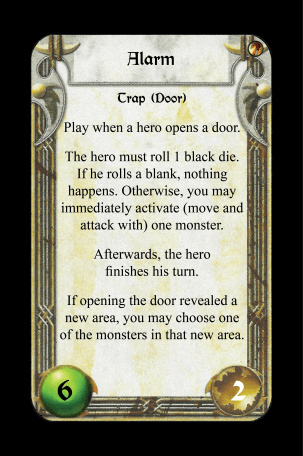 Alarm
Trap (Door)
Play when a hero opens a door.
The hero must roll 1 black die.
If he rolls a blank, nothing
happens. Otherwise, you may
immediately activate (move and
attack with) one monster.
Afterwards, the hero
finishes his turn.
If opening the door revealed a
new area, you may choose one
of the monsters in that new area.
6
2